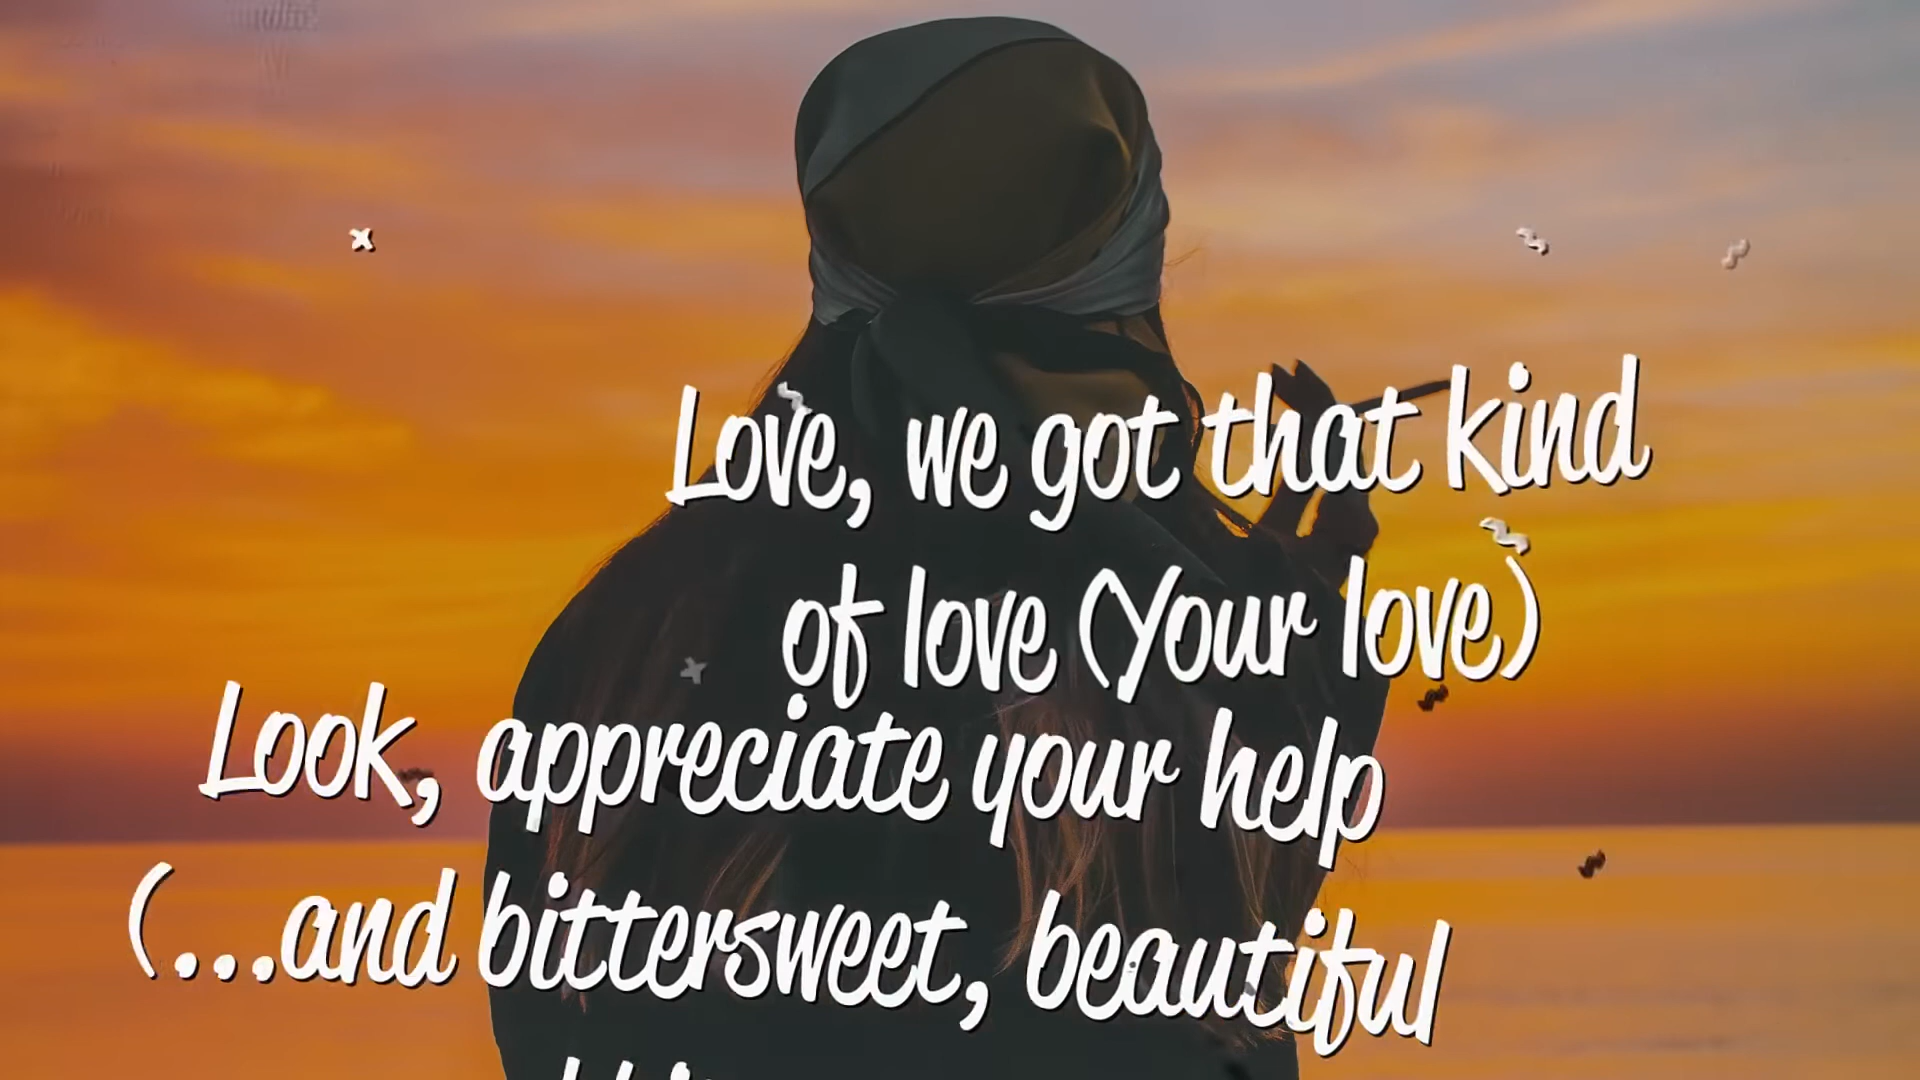 Love, we got that kind
of love (Your love)
Look, appreciate your help
(...and bittersweet, beautiful